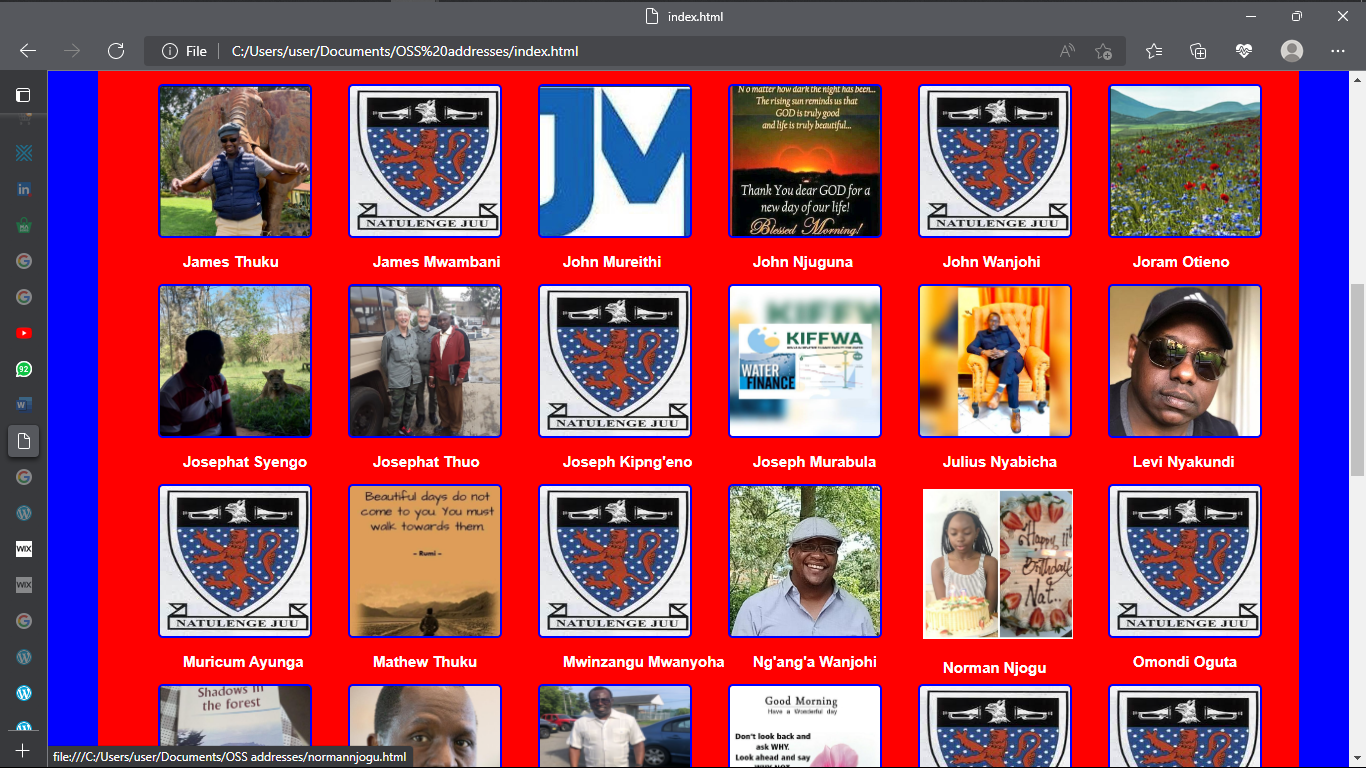 index.html
File
C:/Users/user/Documents/OSS%20addresses/index.html
NATULENGE JUU
JM
No matter how dark the night has been...
The rising sun reminds us that
GOD is truly good
and life is truly beautiful...
Thank You dear GOD for a
new day of our life!
Blessed Morning!
NATULENGE JUU
James Thuku
James Mwambani
John Mureithi
John Njuguna
John Wanjohi
Joram Otieno
NATULENGE JUU
KIFFWA
KIFFWA
WATER
FINANCE
Josephat Syengo
Josephat Thuo
Joseph Kipng'eno
Joseph Murabula
Julius Nyabicha
Levi Nyakundi
NATULENGE JUU
Beautiful days do not
come to you. You must
walk towards them.
- Rumi -
NATULENGE JUU
Happy 11th
Birthday
Nat..
NATULENGE JUU
Muricum Ayunga
Mathew Thuku
Mwinzangu Mwanyoha
Ng'ang'a Wanjohi
Norman Njogu
Omondi Oguta
Shadows in
the forest
Good Morning
Have a Wonderful day
Don't look back and
ask WHY.
Look ahead and say
WHY NOT
92
in
W
WIX
WIX
file:///C:/Users/user/Documents/OSS addresses/normannjogu.html